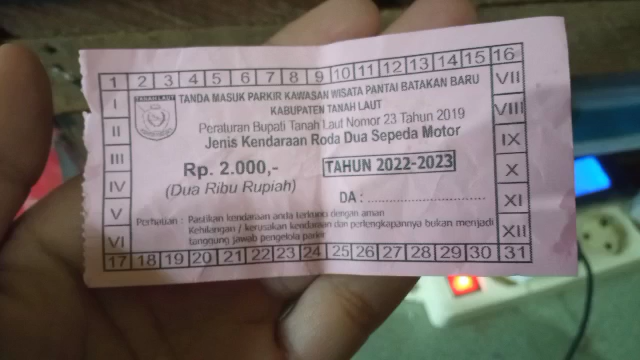 1 2 3 4 5 6 7 8 9 10 11 12 13 14 15 16
I
II
III
IV
V
VI
TANAH LAUT
TANDA MASUK PARKIR KAWASAN WISATA PANTAI BATAKAN BARU
KABUPATEN TANAH LAUT
Peraturan Bupati Tanah Laut Nomor 23 Tahun 2019
Jenis Kendaraan Roda Dua Sepeda Motor
Rp. 2.000,-
(Dua Ribu Rupiah)
TAHUN 2022-2023
DA : ..............................
Perhatian : Pastikan kendaraan anda terkunci dengan aman
Kehilangan / kerusakan kendaraan dan perlengkapannya bukan menjadi
tanggung jawab pengelola parkir
VII
VIII
IX
X
XI
XII
17 18 19 20 21 22 23 24 25 26 27 28 29 30 31